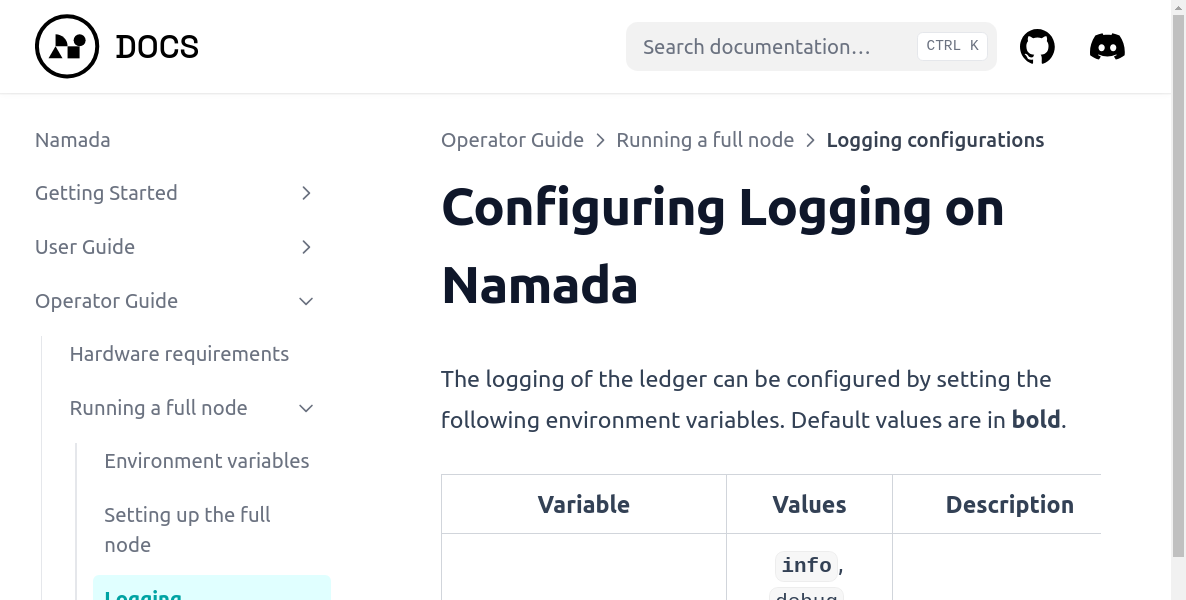 DOCS
Search documentation…
CTRL K
Namada
Getting Started
User Guide
Operator Guide
Hardware requirements
Running a full node
Environment variables
Setting up the full
node
Logging
Operator Guide > Running a full node > Logging configurations
Configuring Logging on
Namada
The logging of the ledger can be configured by setting the
following environment variables. Default values are in bold.
Variable Values Description
info,
debug